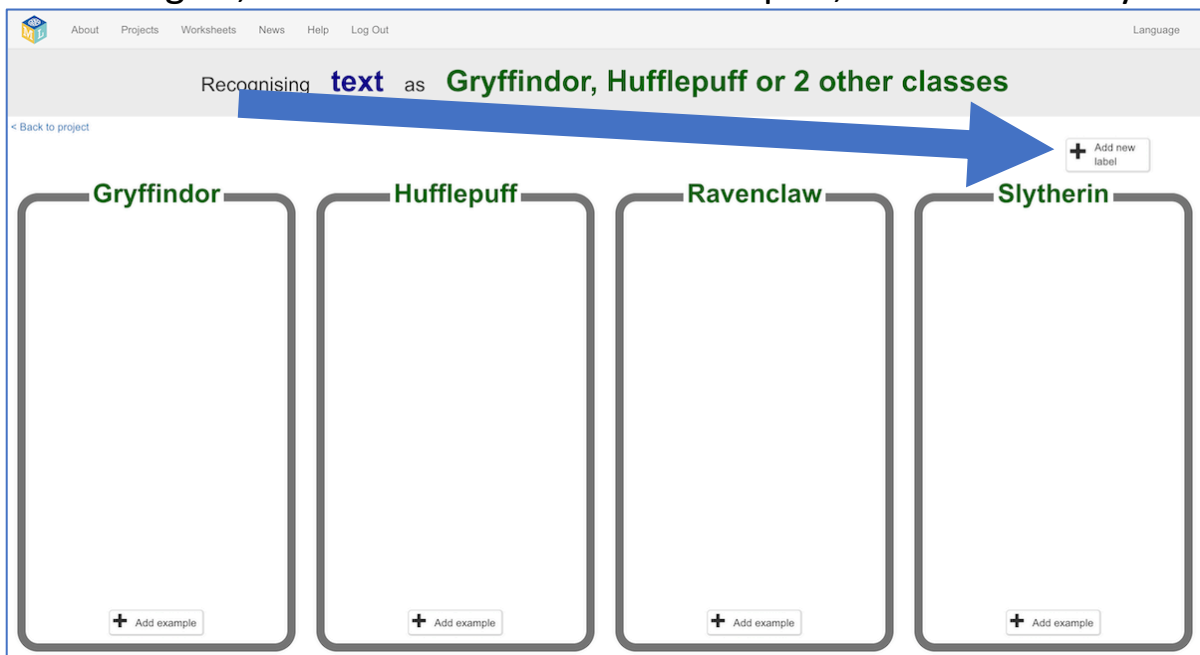 About Projects Worksheets News Help Log Out Language
Recognising text as Gryffindor, Hufflepuff or 2 other classes
< Back to project
Add new
label
Gryffindor Hufflepuff Ravenclaw Slytherin
Add example Add example Add example Add example